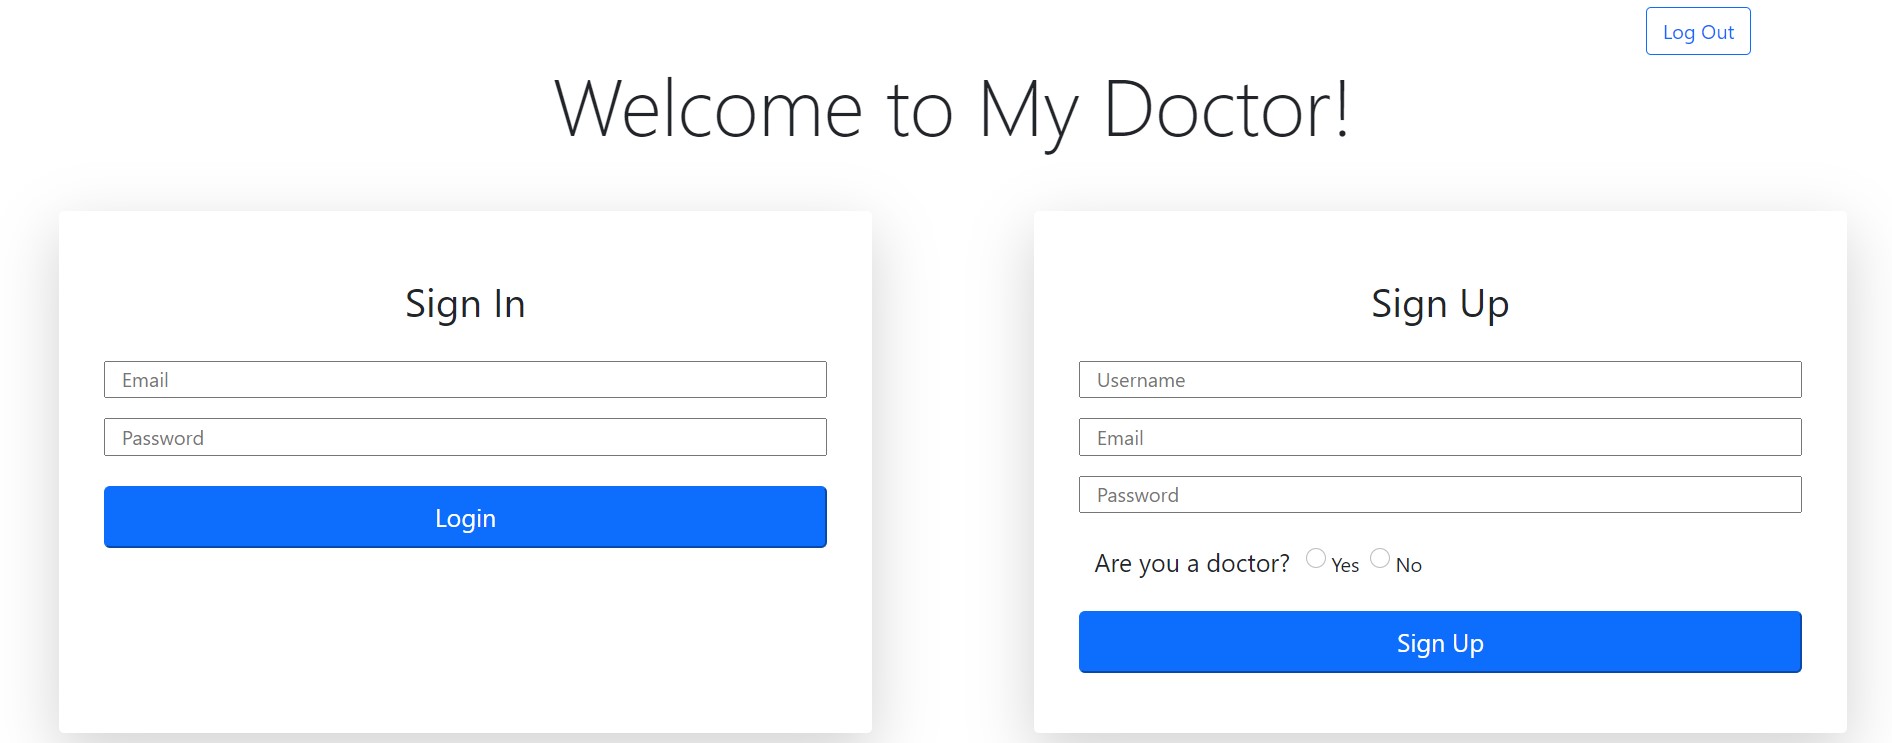 Log Out
Welcome to My Doctor!
Sign In
Email
Password
Login
Sign Up
Username
Email
Password
Are you a doctor? Yes No
Sign Up